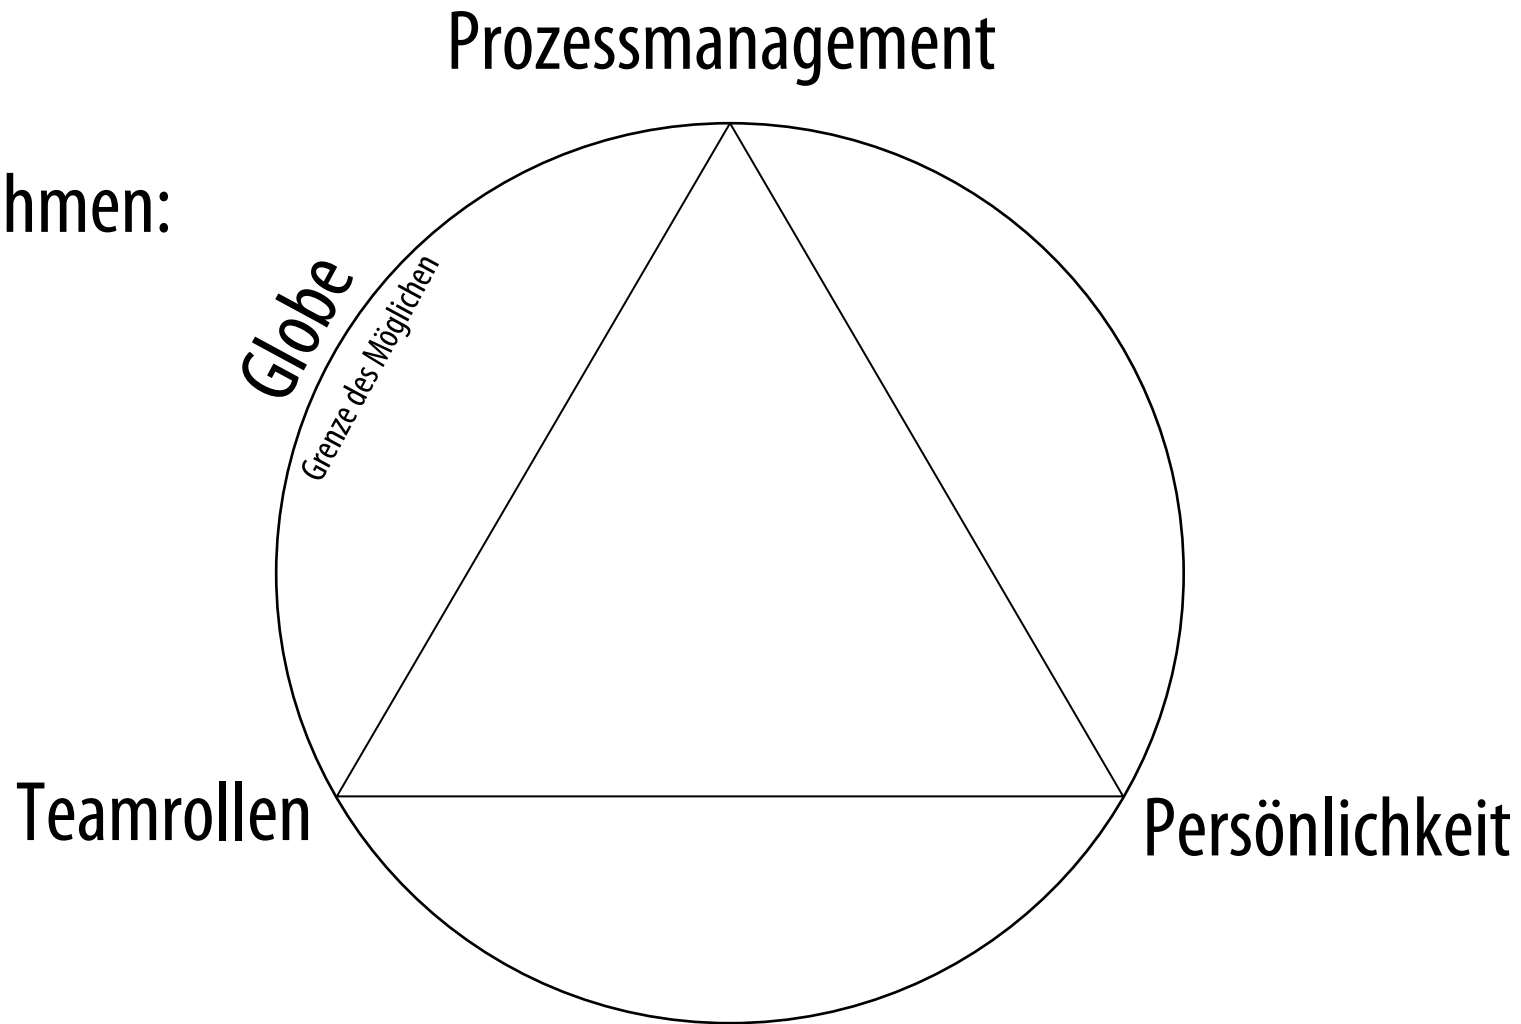 Prozessmanagement
hmen:
Globe
Grenze des Möglichen
Teamrollen
Persönlichkeit